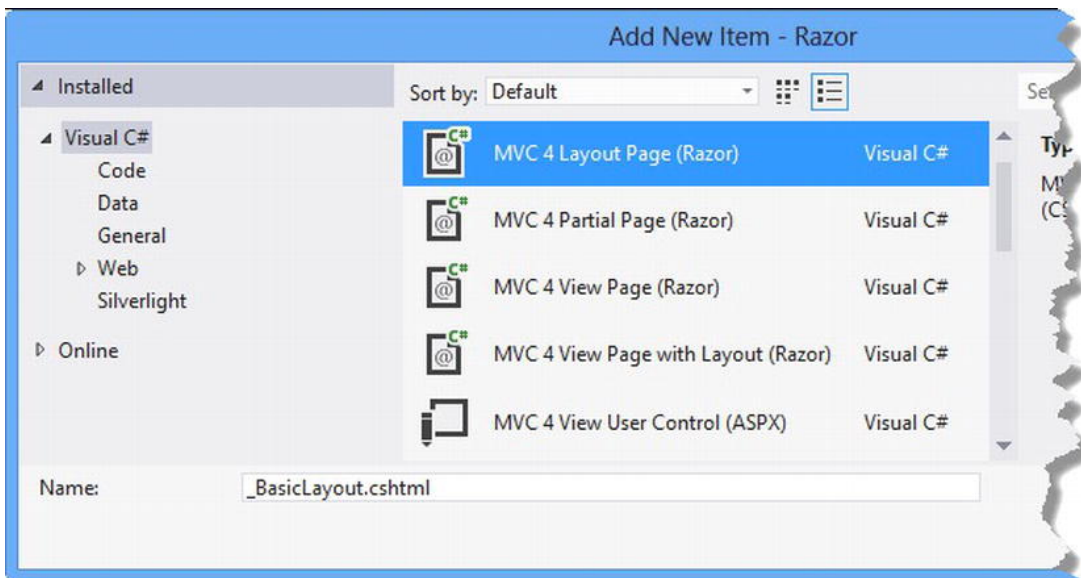 Add New Item - Razor
Installed
Sort by: Default
Visual C#
Code
Data
General
Web
Silverlight
Online
C#
@
MVC 4 Layout Page (Razor) Visual C#
C#
@
MVC 4 Partial Page (Razor) Visual C#
C#
@
MVC 4 View Page (Razor) Visual C#
C#
@
MVC 4 View Page with Layout (Razor) Visual C#
MVC 4 View User Control (ASPX) Visual C#
Name: _BasicLayout.cshtml